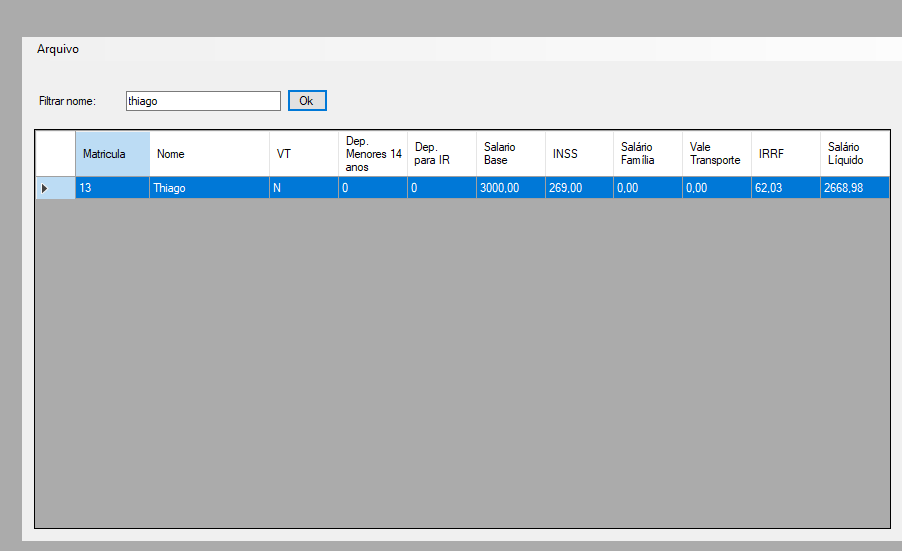 Arquivo
Filtrar nome: thiago Ok
Matricula Nome VT Dep. Menores 14 anos Dep. para IR Salario Base INSS Salário Família Vale Transporte IRRF Salário Líquido
13 Thiago N 0 0 3000,00 269,00 0,00 0,00 62,03 2668,98